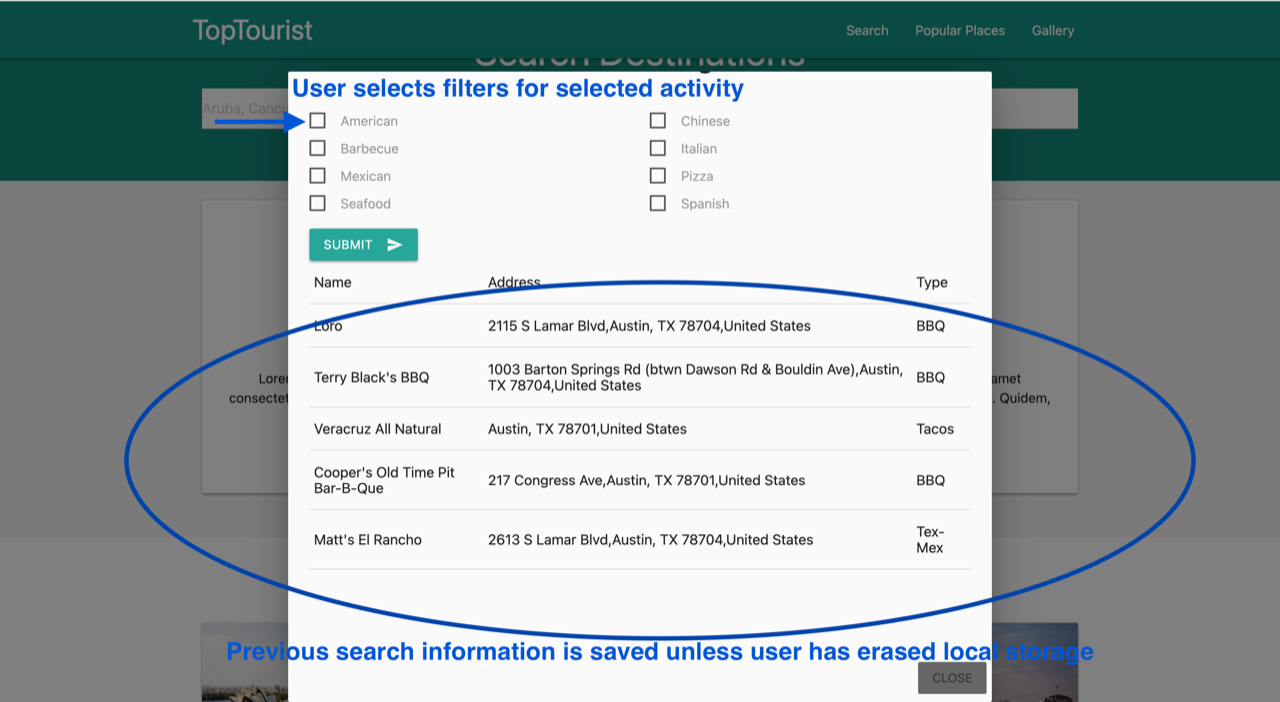 TopTourist
Search Popular Places Gallery
Search Destinations
User selects filters for selected activity
Aruba,
American Chinese
Barbecue Italian
Mexican Pizza
Seafood Spanish
SUBMIT
Name Address Type
Loro 2115 S Lamar Blvd,Austin, TX 78704,United States BBQ
Terry Black's BBQ 1003 Barton Springs Rd (btwn Dawson Rd & Bouldin Ave),Austin,
TX 78704,United States BBQ
Veracruz All Natural Austin, TX 78701,United States Tacos
Cooper's Old Time Pit
Bar-B-Que 217 Congress Ave,Austin, TX 78701,United States BBQ
Matt's El Rancho 2613 S Lamar Blvd,Austin, TX 78704,United States Tex-
Mex
amet
. Quidem,
Previous search information is saved unless user has erased local storage
CLOSE